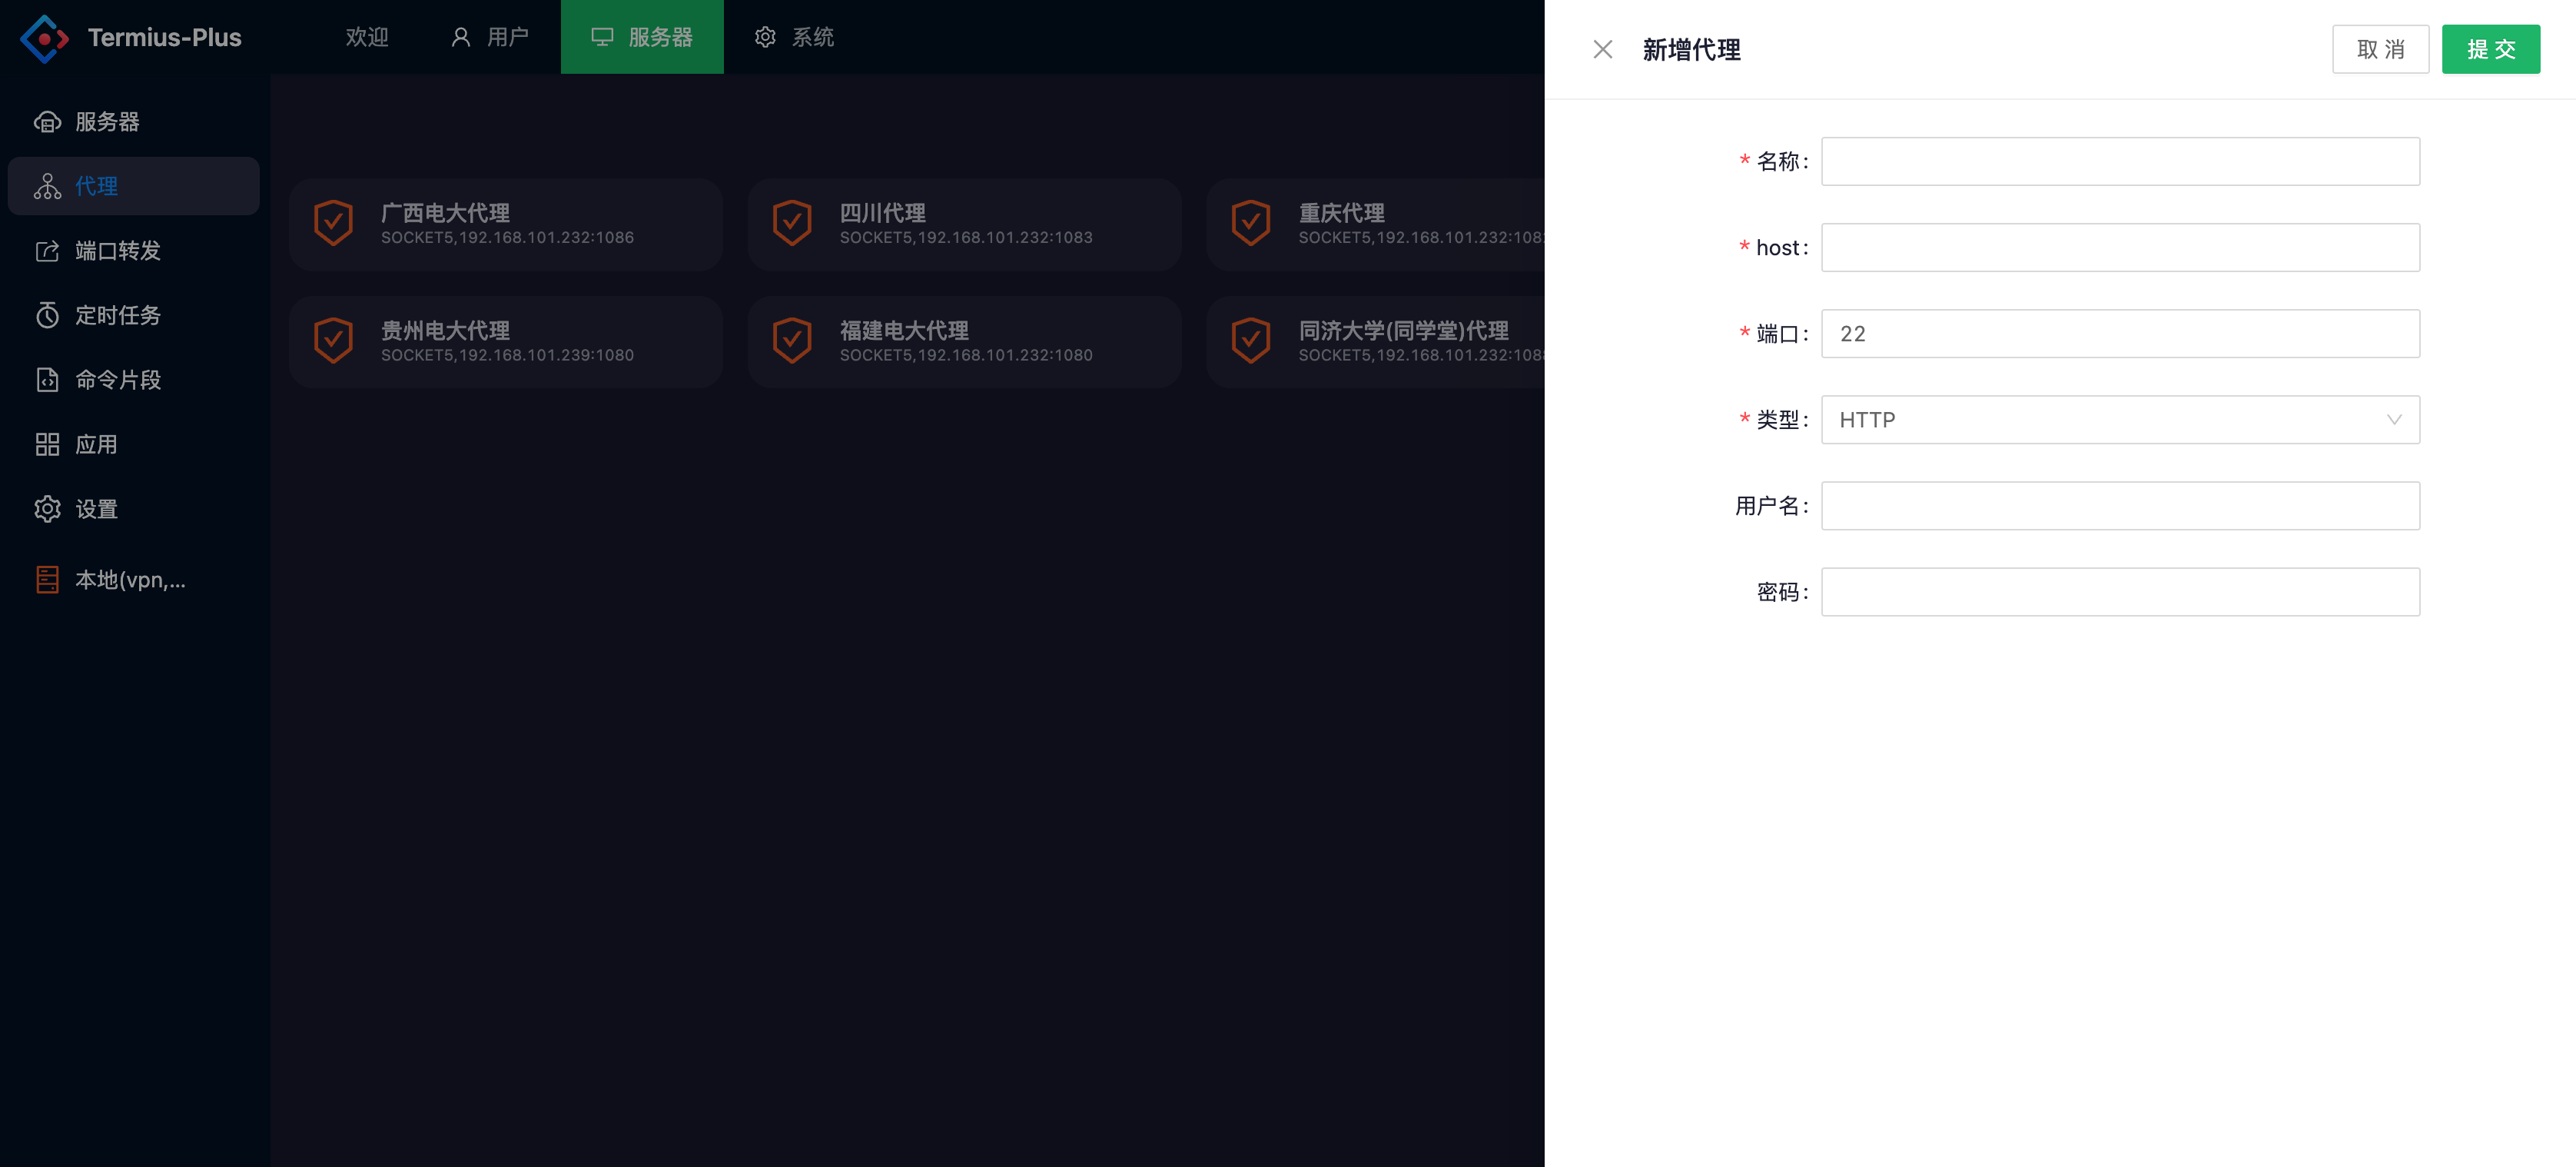 Termius-Plus
欢迎
用户
服务器
系统
服务器
代理
端口转发
定时任务
命令片段
应用
设置
本地(vpn,...
广西电大代理
SOCKET5,192.168.101.232:1086
四川代理
SOCKET5,192.168.101.232:1083
重庆代理
SOCKET5,192.168.101.232:108
贵州电大代理
SOCKET5,192.168.101.239:1080
福建电大代理
SOCKET5,192.168.101.232:1080
同济大学(同学堂)代理
SOCKET5,192.168.101.232:108
新增代理
取 消
提 交
* 名称:
* host:
* 端口: 22
* 类型: HTTP
用户名:
密码: